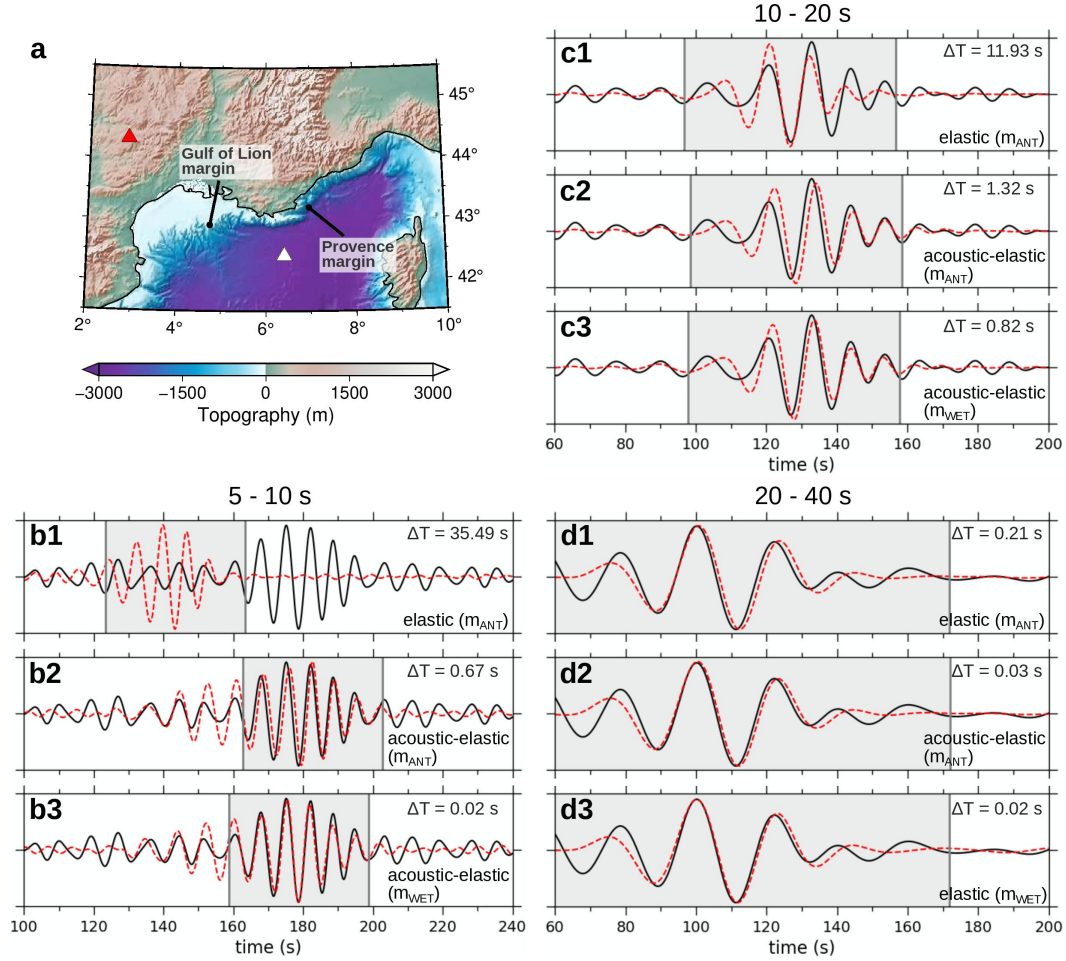 a
45°
44°
43°
42°
2°
4°
6°
8°
10°
Gulf of Lion
margin
Provence
margin
−3000
−1500
0
1500
3000
Topography (m)
10 - 20 s
c1
ΔT = 11.93 s
elastic (mANT)
c2
ΔT = 1.32 s
acoustic-elastic
(mANT)
c3
ΔT = 0.82 s
acoustic-elastic
(mWET)
60 80 100 120 140 160 180 200
time (s)
5 - 10 s
b1
ΔT = 35.49 s
elastic (mANT)
b2
ΔT = 0.67 s
acoustic-elastic
(mANT)
b3
ΔT = 0.02 s
acoustic-elastic
(mWET)
100 120 140 160 180 200 220 240
time (s)
20 - 40 s
d1
ΔT = 0.21 s
elastic (mANT)
d2
ΔT = 0.03 s
acoustic-elastic
(mANT)
d3
ΔT = 0.02 s
elastic (mWET)
60 80 100 120 140 160 180 200
time (s)